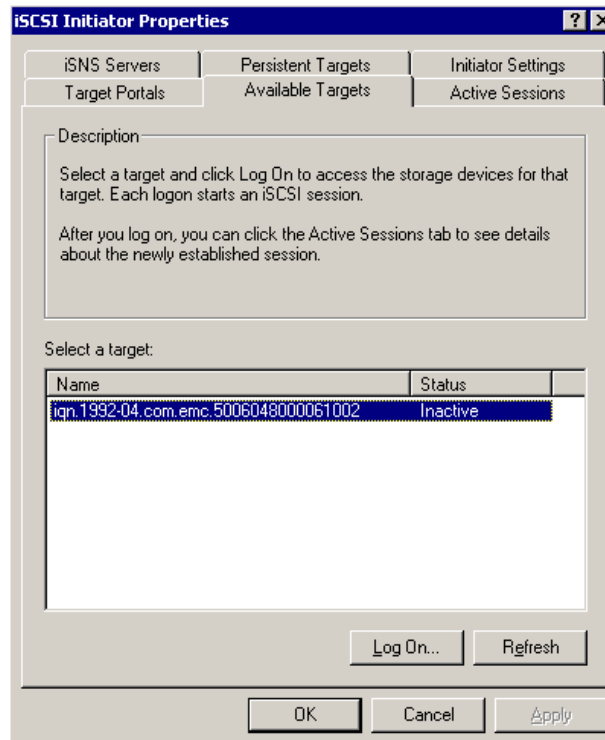 iSCSI Initiator Properties
iSNS Servers
Persistent Targets
Initiator Settings
Target Portals
Available Targets
Active Sessions
Description
Select a target and click Log On to access the storage devices for that
target. Each logon starts an iSCSI session.
After you log on, you can click the Active Sessions tab to see details
about the newly established session.
Select a target:
Name
Status
iqn.1992-04.com.emc.5006048000061002
Inactive
Log On...
Refresh
OK
Cancel
Apply